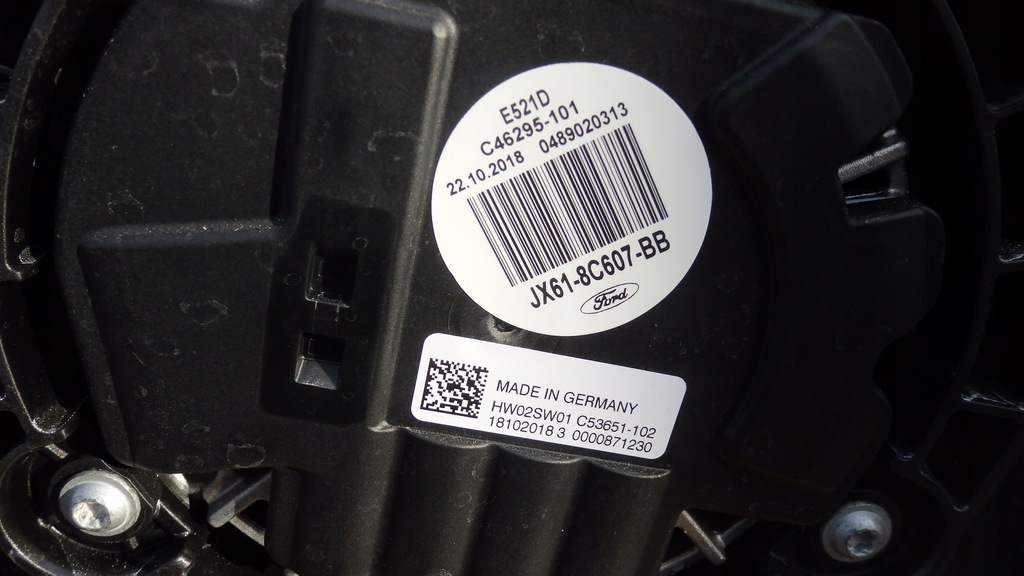 E521D
C46295-101
22.10.2018 0489020313
JX61-8C607-BB
Ford
MADE IN GERMANY
HW02SW01 C53651-102
18102018 3 0000871230